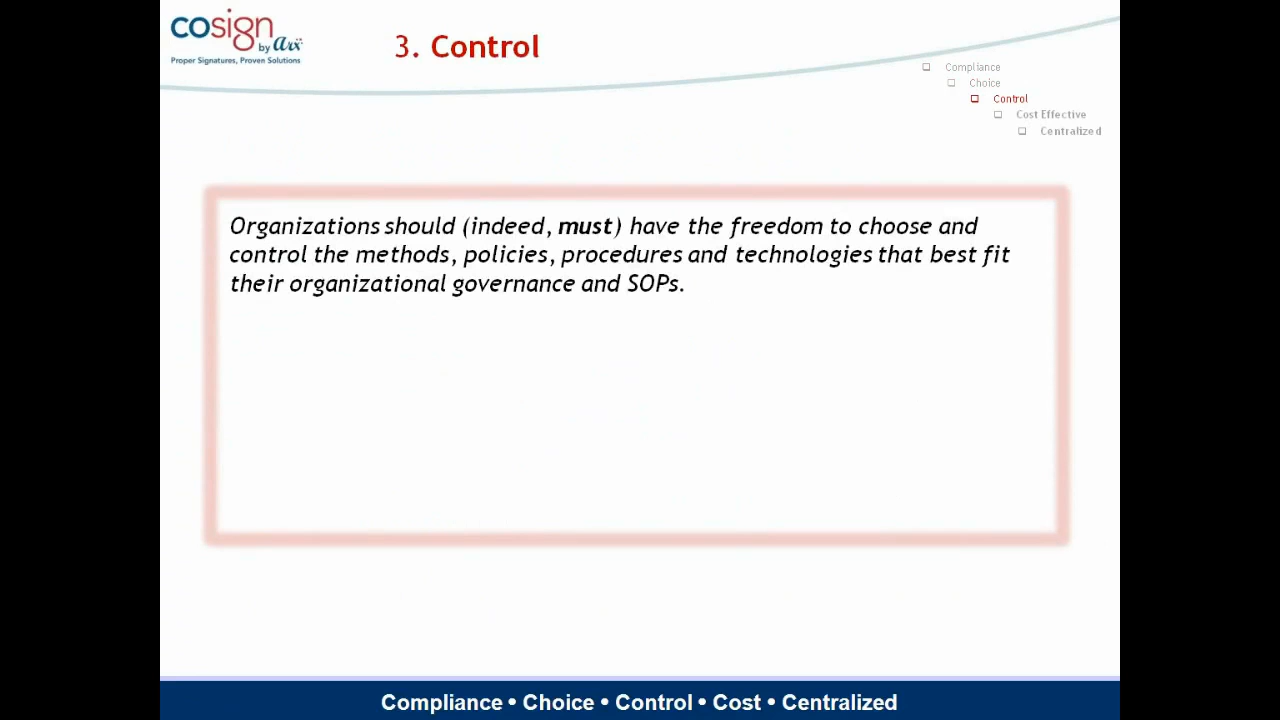 cosign
by arx
Proper Signatures, Proven Solutions
3. Control
Compliance
Choice
Control
Cost Effective
Centralized
Organizations should (indeed, must) have the freedom to choose and
control the methods, policies, procedures and technologies that best fit
their organizational governance and SOPs.
Compliance • Choice • Control • Cost • Centralized